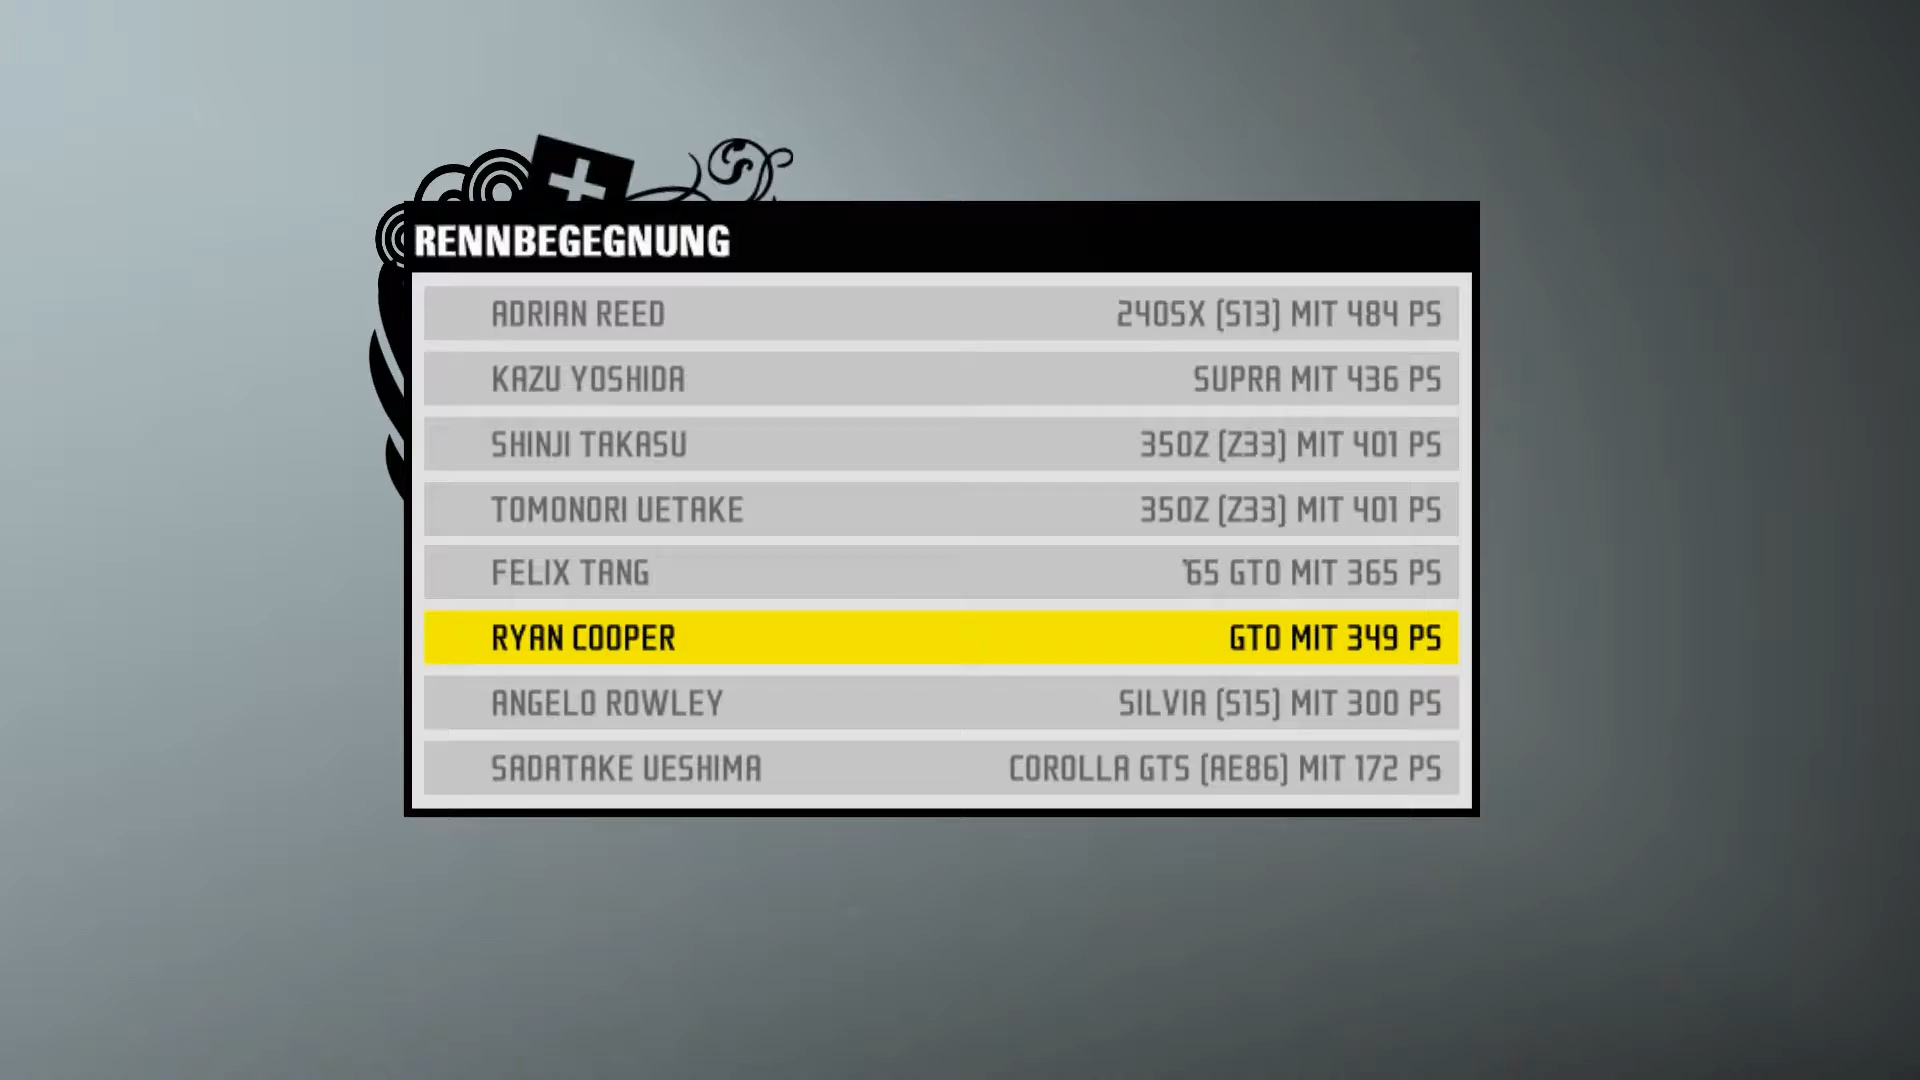 RENNBEGEGNUNG
ADRIAN REED 240SX (S13) MIT 484 PS
KAZU YOSHIDA SUPRA MIT 436 PS
SHINJI TAKASU 350Z (Z33) MIT 401 PS
TOMONORI UETAKE 350Z (Z33) MIT 401 PS
FELIX TANG '65 GTO MIT 365 PS
RYAN COOPER GTO MIT 349 PS
ANGELO ROWLEY SILVIA (S15) MIT 300 PS
SADATAKE UESHIMA COROLLA GTS (AE86) MIT 172 PS